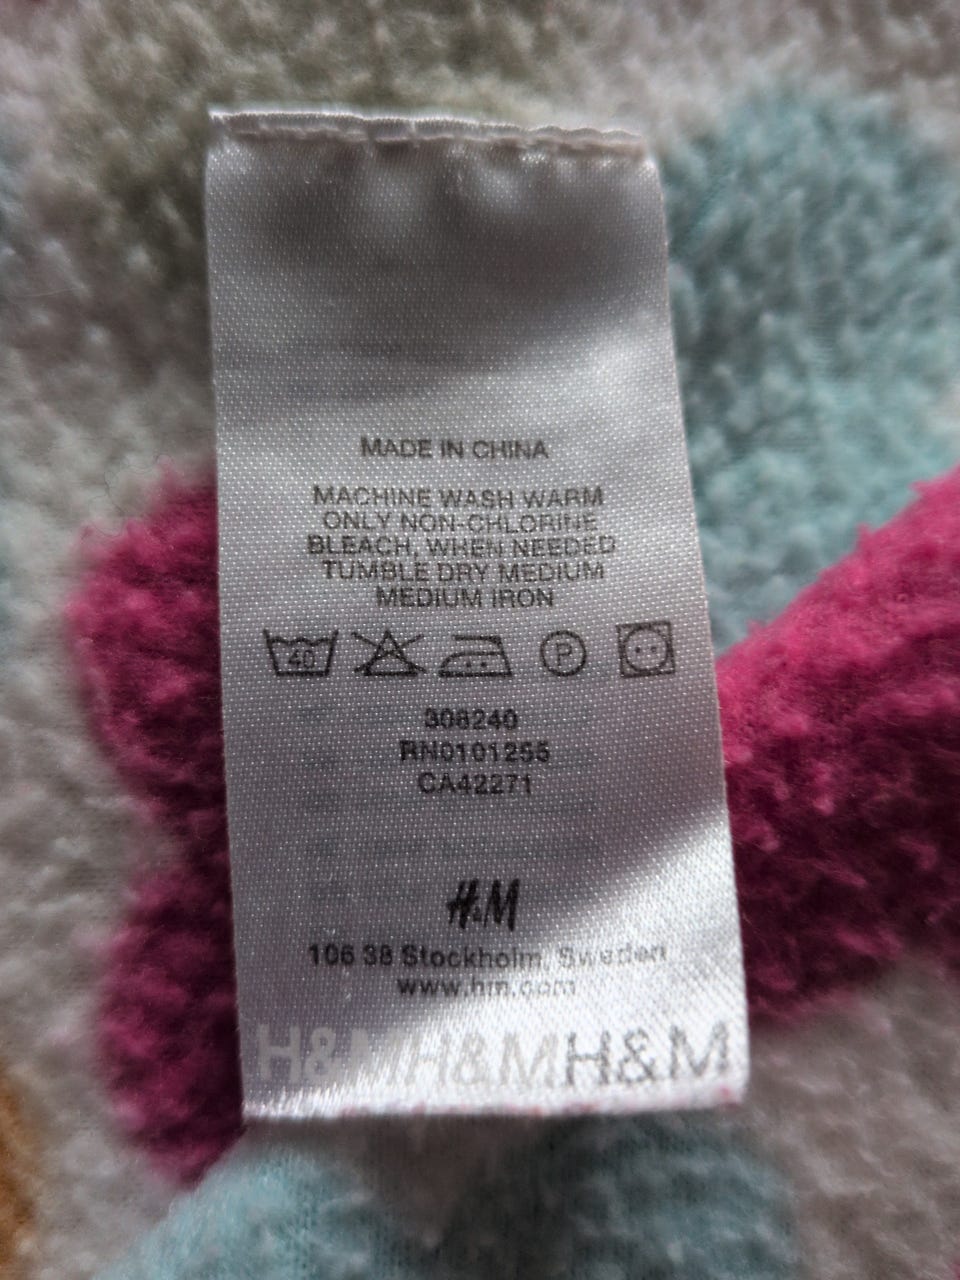 MADE IN CHINA
MACHINE WASH WARM
ONLY NON-CHLORINE
BLEACH, WHEN NEEDED
TUMBLE DRY MEDIUM
MEDIUM IRON
40 P
308240
RN0101255
CA42271
H&M
106 38 Stockholm, Sweden
www.hm.com
H&MH&MH&M